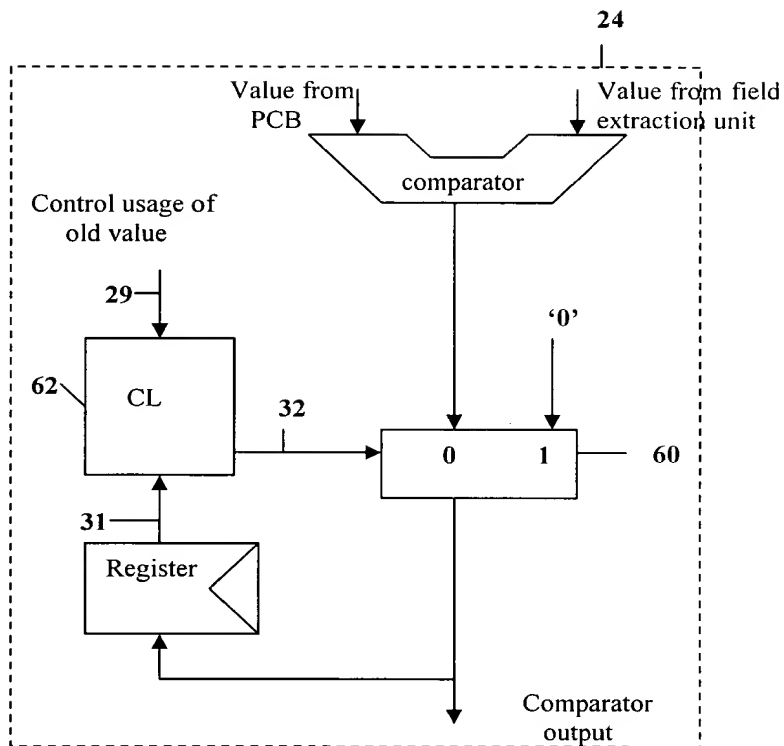 24
Value from
PCB
Value from field
extraction unit
comparator
Control usage of
old value
29
‘0’
62
CL
32
0
1
60
31
Register
Comparator
output